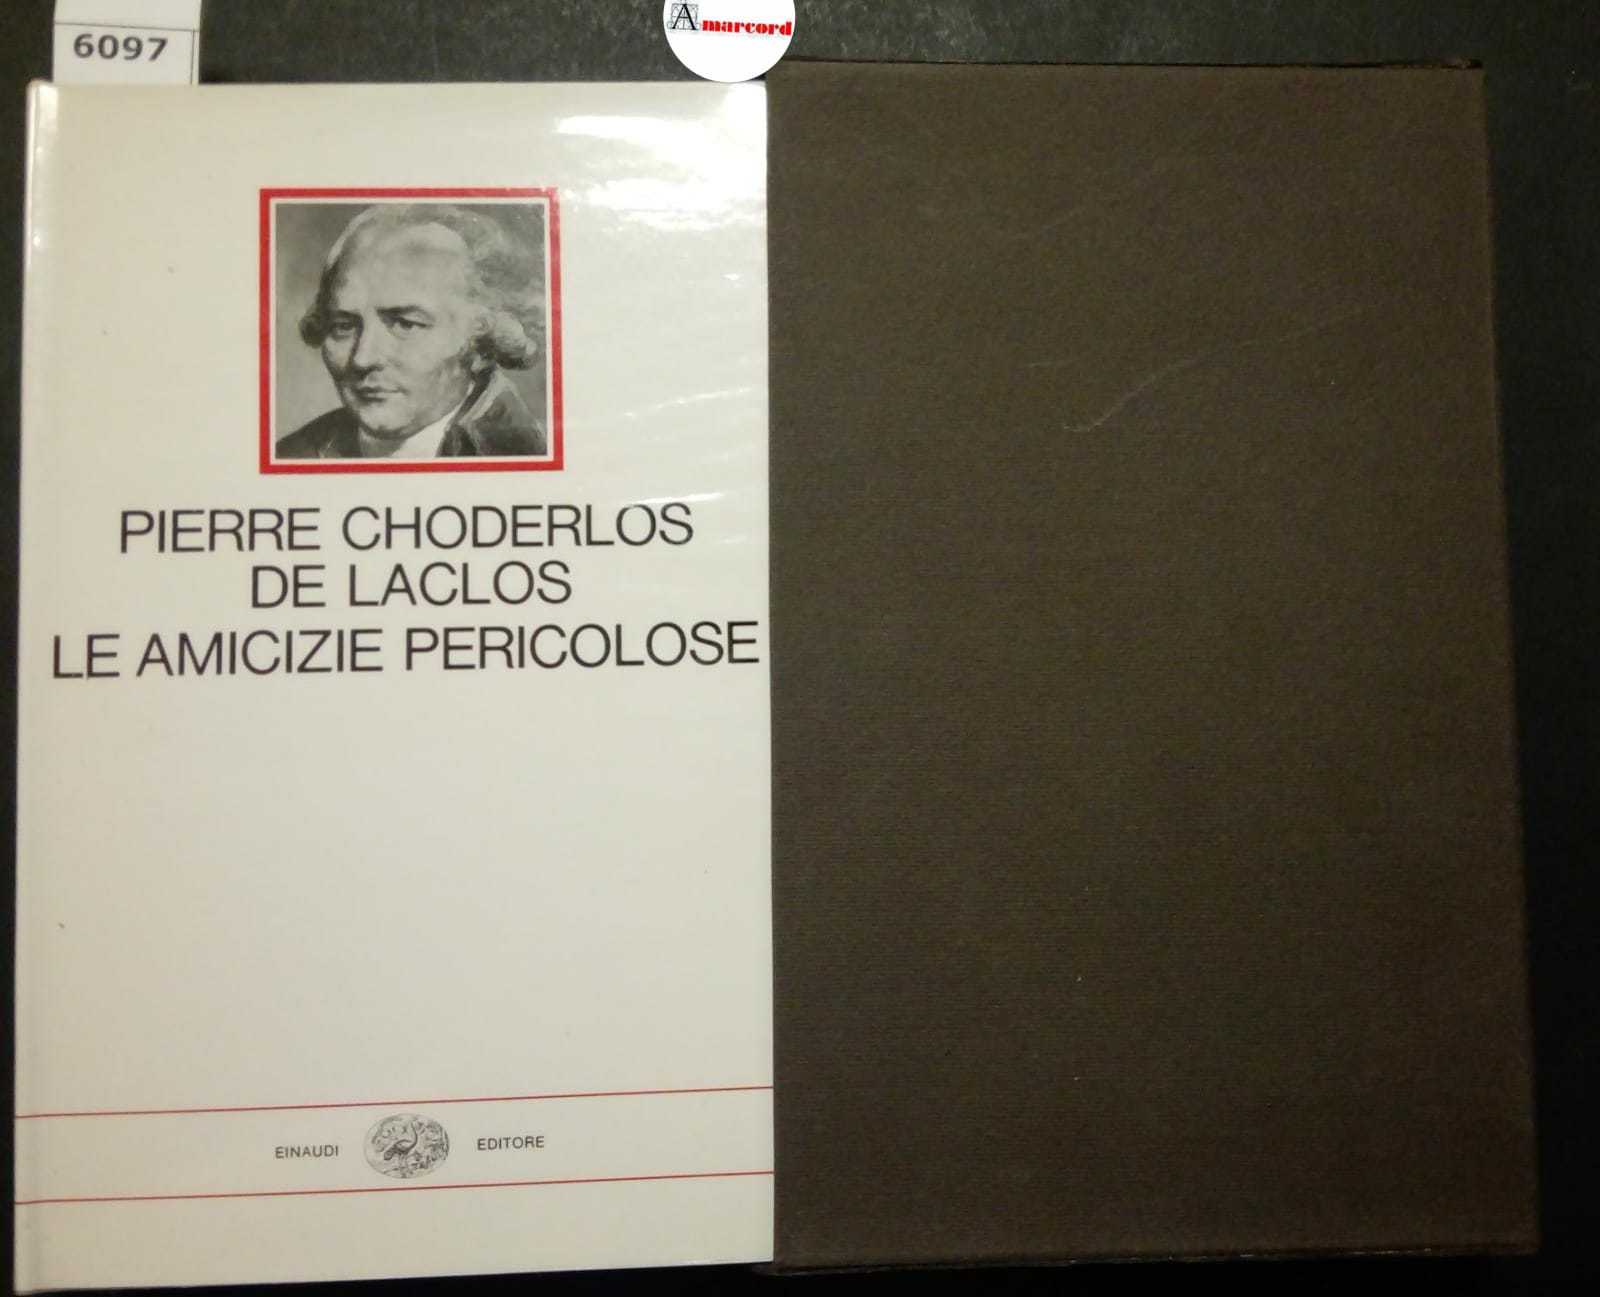 6097
Amarcord
PIERRE CHODERLOS
DE LACLOS
LE AMICIZIE PERICOLOSE
EINAUDI EDITORE